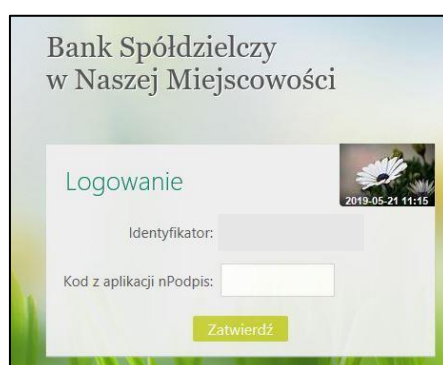 Bank Spółdzielczy
w Naszej Miejscowości
Logowanie
2019-05-21 11:15
Identyfikator:
Kod z aplikacji nPodpis:
Zatwierdź